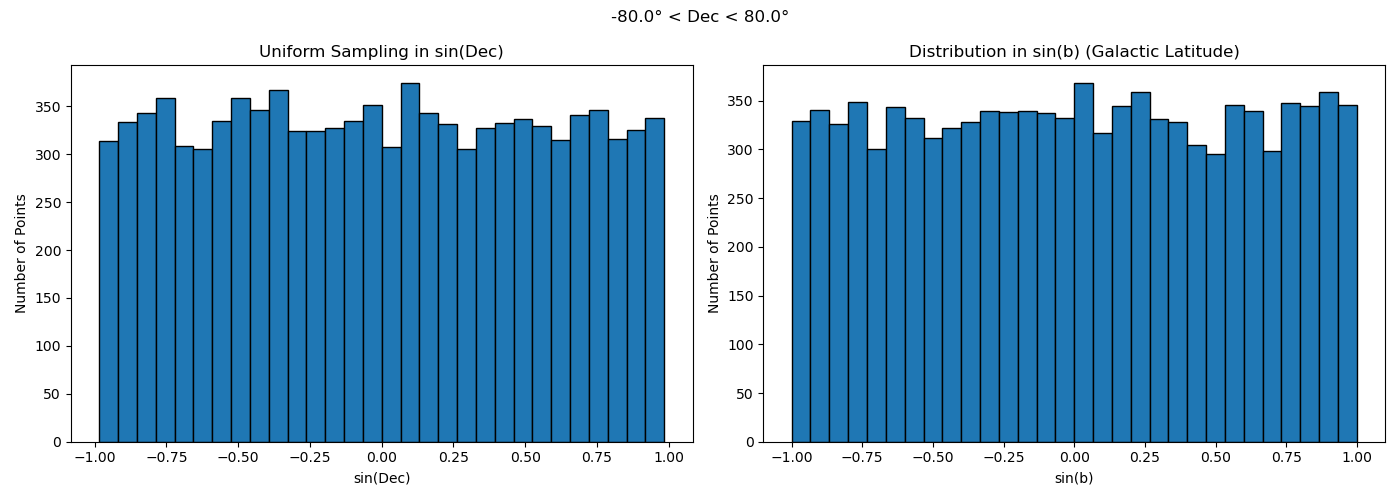 -80.0° < Dec < 80.0°
Uniform Sampling in sin(Dec)
Number of Points
350
300
250
200
150
100
50
0
−1.00 −0.75 −0.50 −0.25 0.00 0.25 0.50 0.75 1.00
sin(Dec)
Distribution in sin(b) (Galactic Latitude)
Number of Points
350
300
250
200
150
100
50
0
−1.00 −0.75 −0.50 −0.25 0.00 0.25 0.50 0.75 1.00
sin(b)